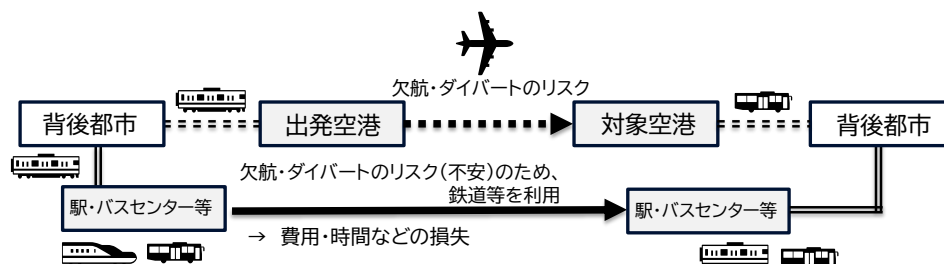 欠航・ダイバートのリスク
背後都市
出発空港
対象空港
背後都市
欠航・ダイバートのリスク(不安)のため、
鉄道等を利用
駅・バスセンター等
駅・バスセンター等
→ 費用・時間などの損失